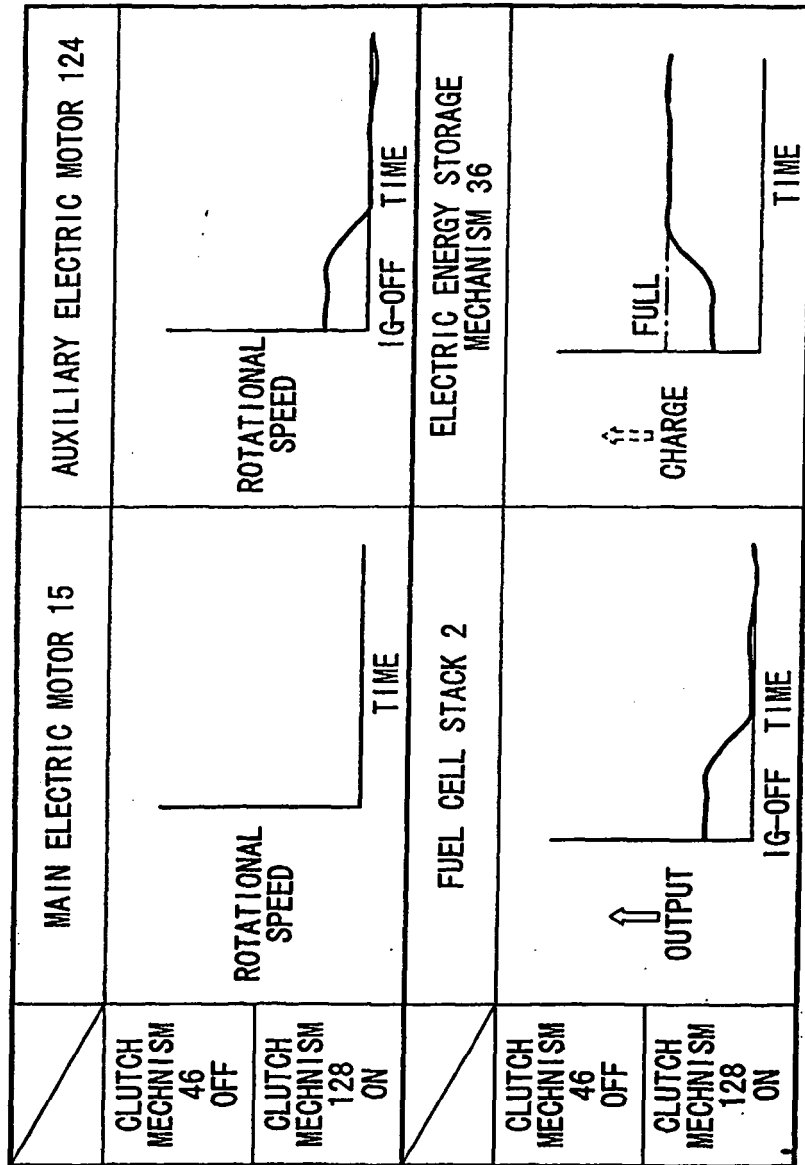 MAIN ELECTRIC MOTOR 15
AUXILIARY ELECTRIC MOTOR 124
CLUTCH
MECHNISM
46
OFF
CLUTCH
MECHNISM
128
ON
ROTATIONAL
SPEED
TIME
ROTATIONAL
SPEED
IG-OFF
TIME
FUEL CELL STACK 2
ELECTRIC ENERGY STORAGE
MECHANISM 36
CLUTCH
MECHNISM
46
OFF
CLUTCH
MECHNISM
128
ON
OUTPUT
IG-OFF
TIME
CHARGE
FULL
TIME